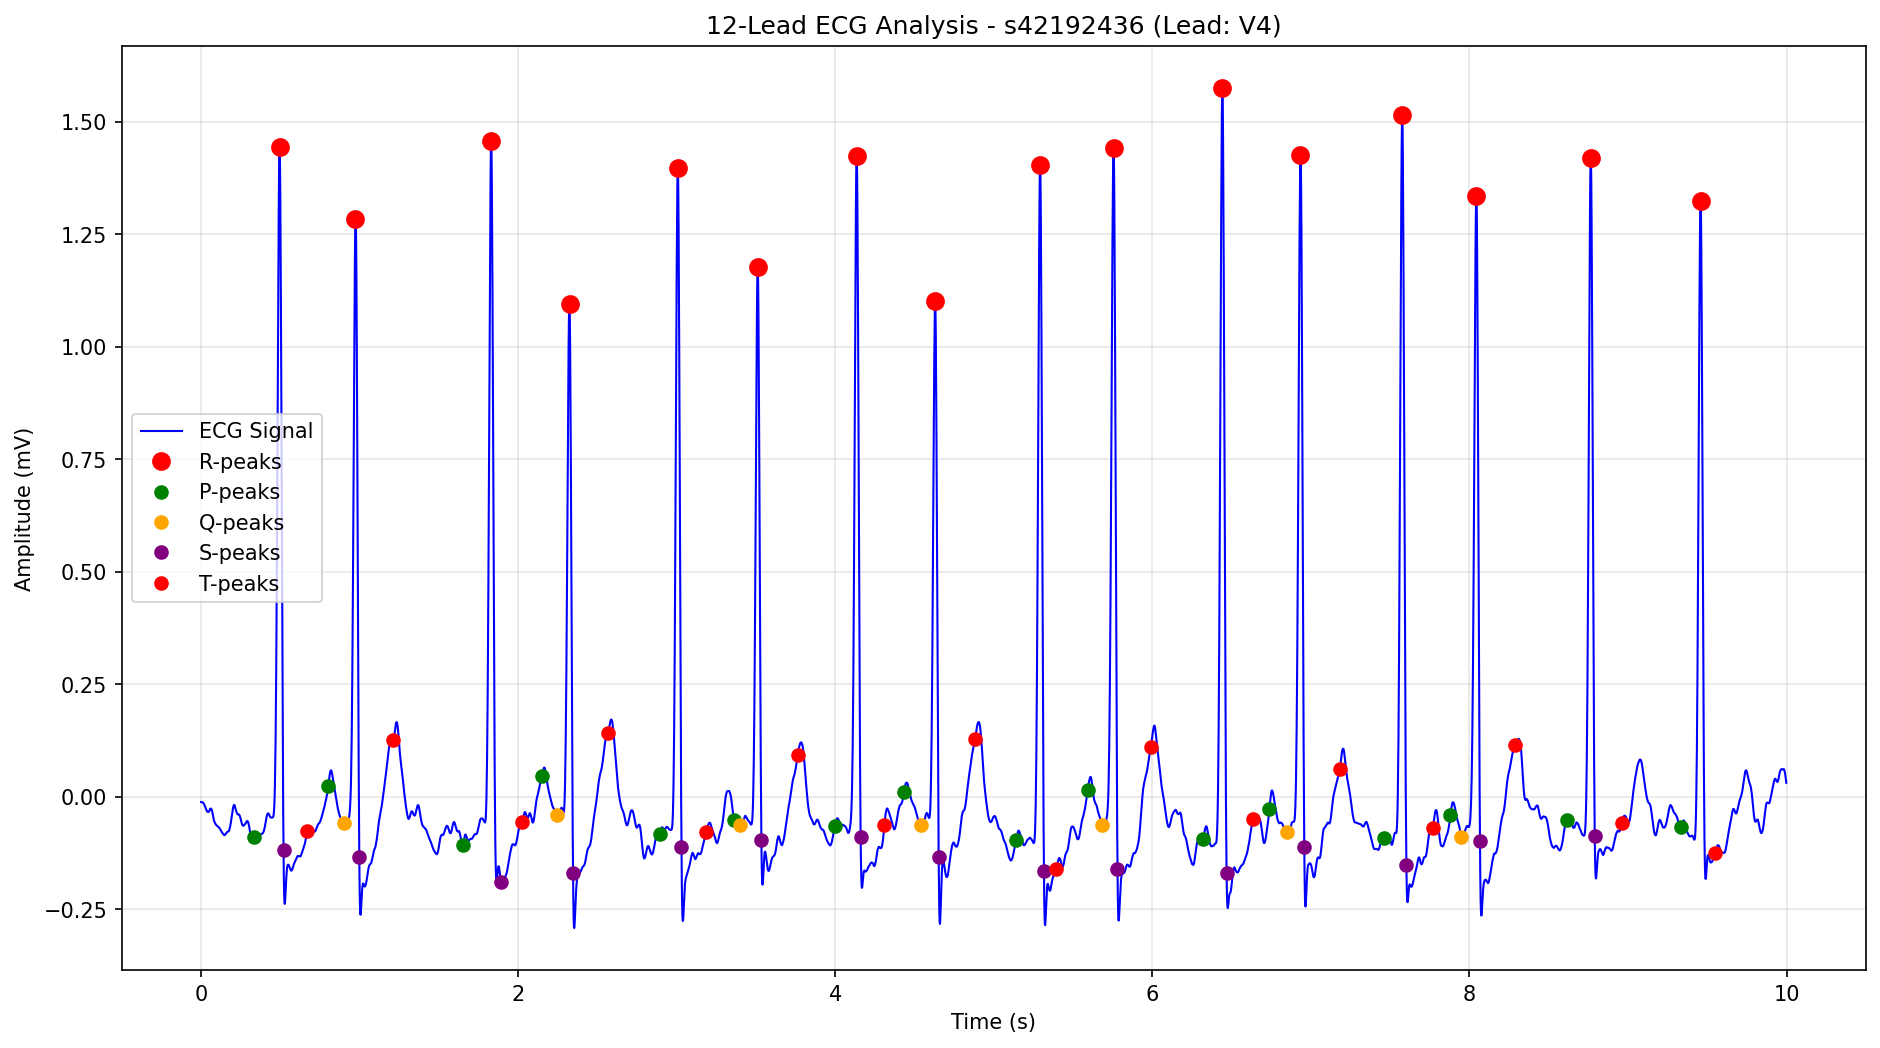 12-Lead ECG Analysis - s42192436 (Lead: V4)
Amplitude (mV)
1.50
1.25
1.00
0.75
0.50
0.25
0.00
−0.25
ECG Signal
R-peaks
P-peaks
Q-peaks
S-peaks
T-peaks
0 2 4 6 8 10
Time (s)